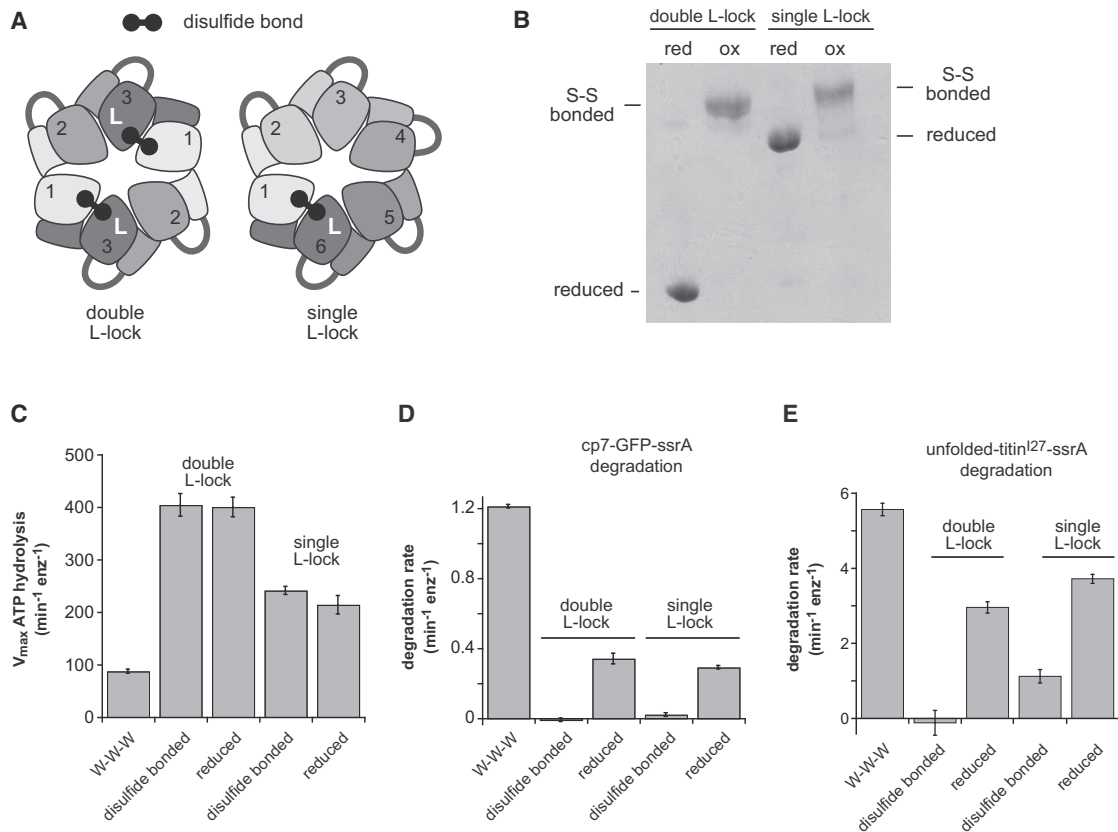 A
disulfide bond
3
L
2
1
1
2
L
3
double
L-lock
3
2
4
1
5
L
6
single
L-lock
B
double L-lock single L-lock
red ox red ox
S-S
bonded
reduced
S-S
bonded
reduced
C
Vmax ATP hydrolysis
(min-1 enz-1)
500
400
300
200
100
0
double
L-lock
single
L-lock
W-W-W
disulfide bonded
reduced
disulfide bonded
reduced
D
cp7-GFP-ssrA
degradation
degradation rate
(min-1 enz-1)
1.2
0.8
0.4
0
double
L-lock
single
L-lock
W-W-W
disulfide bonded
reduced
disulfide bonded
reduced
E
unfolded-titinI27-ssrA
degradation
degradation rate
(min-1 enz-1)
6
4
2
0
double
L-lock
single
L-lock
W-W-W
disulfide bonded
reduced
disulfide bonded
reduced